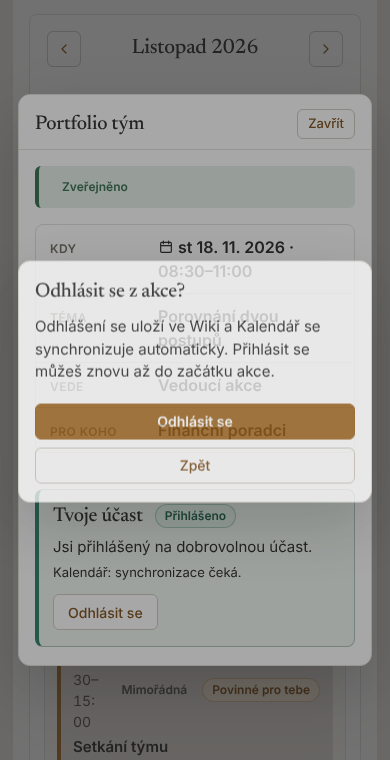 Listopad 2026
Portfolio tým
Zavřít
Zveřejněno
KDY
st 18. 11. 2026 ·
08:30–11:00
Odhlásit se z akce?
TÉMA
Porovnání dvou
postupů
Odhlášení se uloží ve Wiki a Kalendář se
synchronizuje automaticky. Přihlásit se
můžeš znovu až do začátku akce.
VEDE
Vedoucí akce
Odhlásit se
PRO KOHO
Finanční poradci
Zpět
Tvoje účast
Přihlášeno
Jsi přihlášený na dobrovolnou účast.
Kalendář: synchronizace čeká.
Odhlásit se
30–
15:
00
Mimořádná
Povinné pro tebe
Setkání týmu